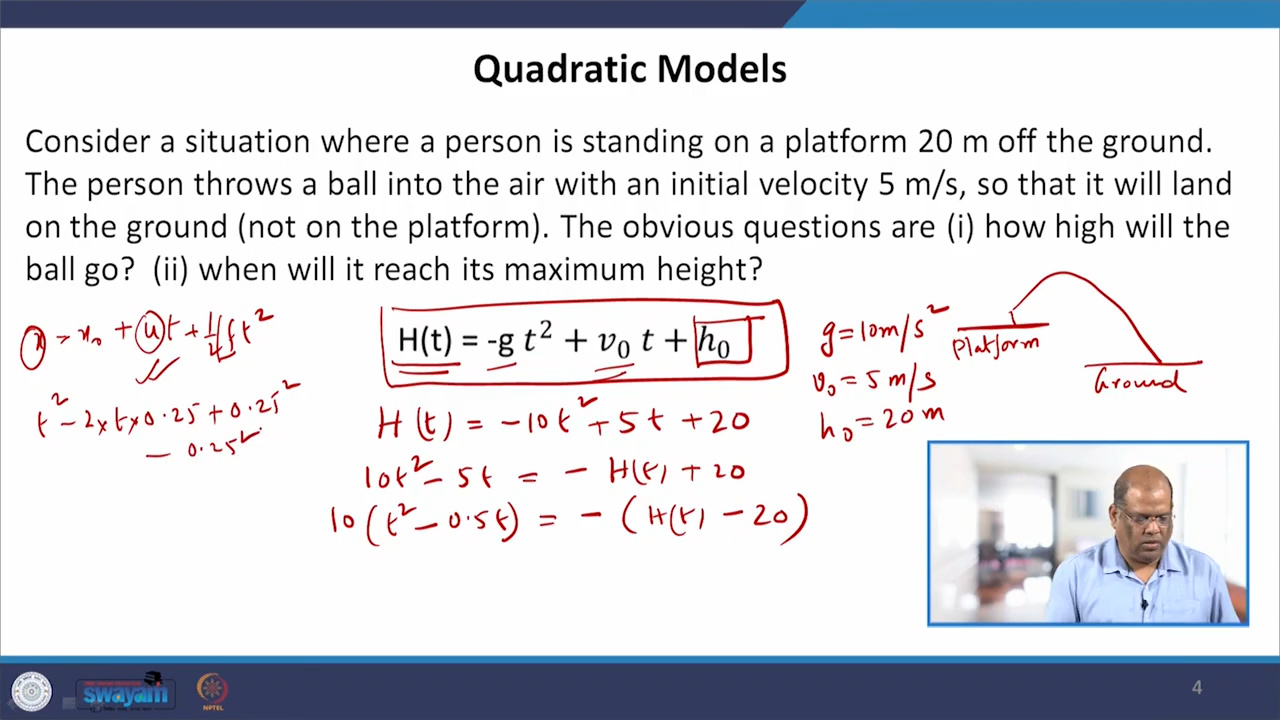 Quadratic Models
Consider a situation where a person is standing on a platform 20 m off the ground.
The person throws a ball into the air with an initial velocity 5 m/s, so that it will land
on the ground (not on the platform). The obvious questions are (i) how high will the
ball go? (ii) when will it reach its maximum height?
x = x₀ + ut + 1/2 f t²
H(t) = -g t² + v₀ t + h₀
g = 10 m/s²
Platform
Ground
v₀ = 5 m/s
h₀ = 20 m
t² - 2 × t × 0.25 + 0.25²
- 0.25²
H(t) = -10t² + 5t + 20
10t² - 5t = - H(t) + 20
10(t² - 0.5t) = - (H(t) - 20)
swayam
NPTEL
4